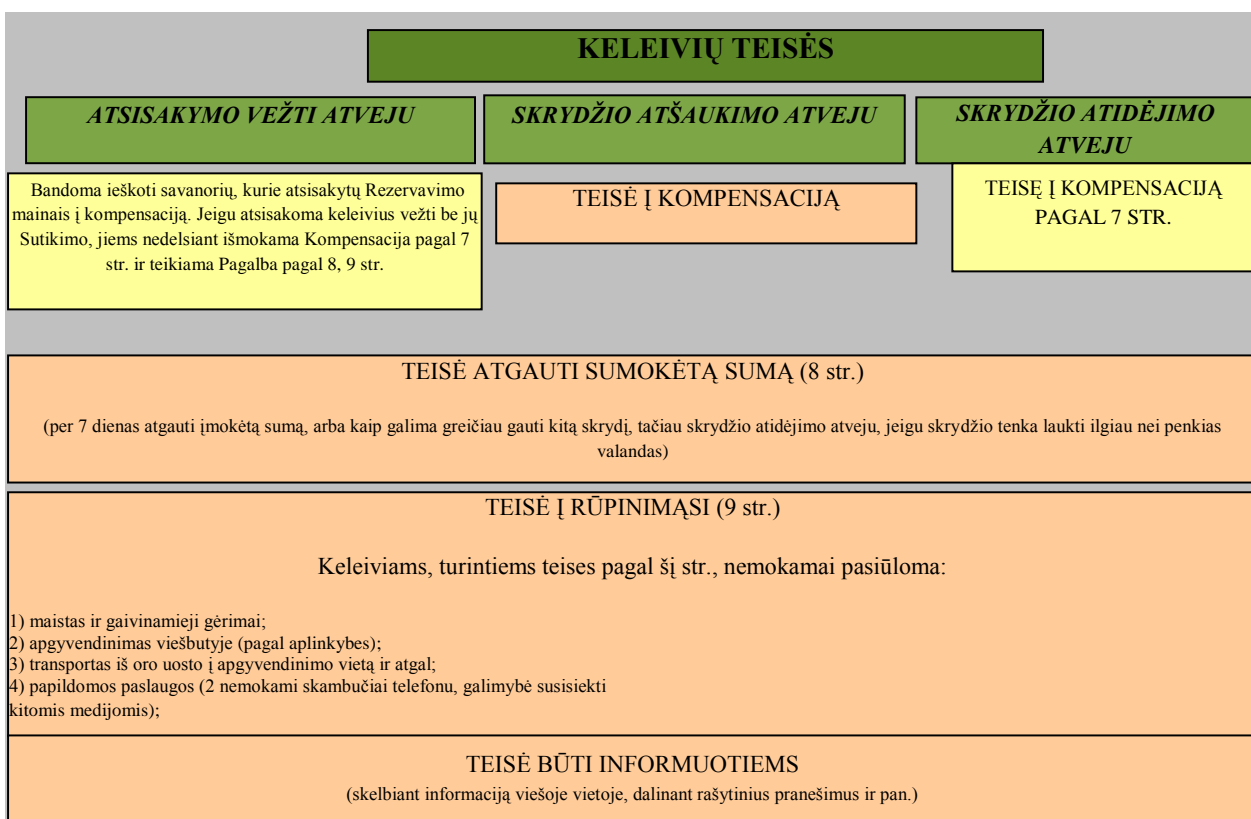 KELEIVIŲ TEISĖS
ATSISAKYMO VEŽTI ATVEJU
SKRYDŽIO ATŠAUKIMO ATVEJU
SKRYDŽIO ATIDĖJIMO
ATVEJU
Bandoma ieškoti savanorių, kurie atsisakytų Rezervavimo
mainais į kompensaciją. Jeigu atsisakoma keleivius vežti be jų
Sutikimo, jiems nedelsiant išmokama Kompensacija pagal 7
str. ir teikiama Pagalba pagal 8, 9 str.
TEISĖ Į KOMPENSACIJĄ
TEISĘ Į KOMPENSACIJĄ
PAGAL 7 STR.
TEISĖ ATGAUTI SUMOKĖTĄ SUMĄ (8 str.)
(per 7 dienas atgauti įmokėtą sumą, arba kaip galima greičiau gauti kitą skrydį, tačiau skrydžio atidėjimo atveju, jeigu skrydžio tenka laukti ilgiau nei penkias
valandas)
TEISĖ Į RŪPINIMĄSI (9 str.)
Keleiviams, turintiems teises pagal šį str., nemokamai pasiūloma:
1) maistas ir gaivinamieji gėrimai;
2) apgyvendinimas viešbutyje (pagal aplinkybes);
3) transportas iš oro uosto į apgyvendinimo vietą ir atgal;
4) papildomos paslaugos (2 nemokami skambučiai telefonu, galimybė susisiekti
kitomis medijomis);
TEISĖ BŪTI INFORMUOTIEMS
(skelbiant informaciją viešoje vietoje, dalinant rašytinius pranešimus ir pan.)